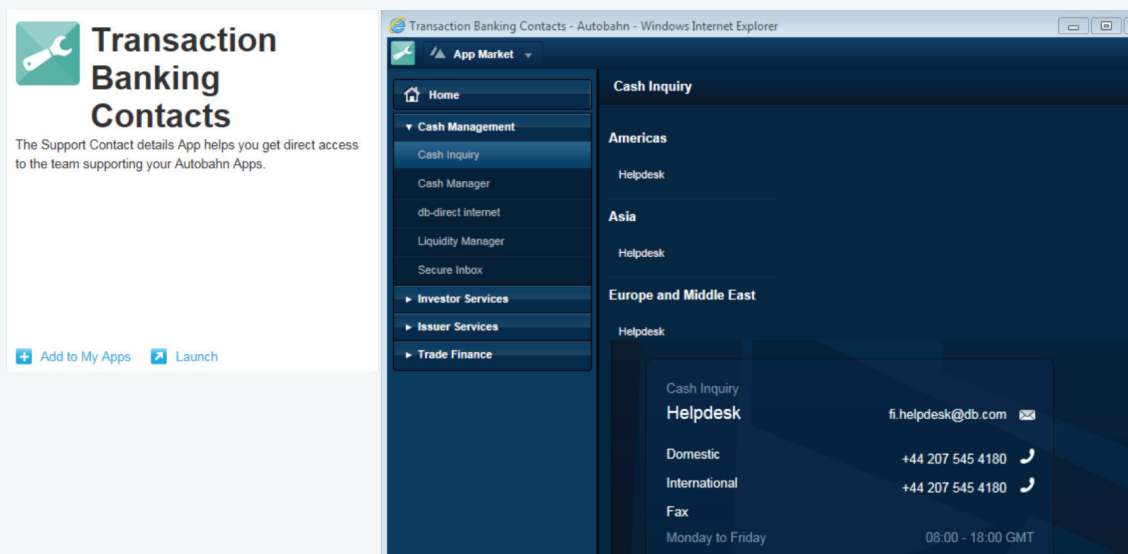 Transaction
Banking
Contacts
The Support Contact details App helps you get direct access
to the team supporting your Autobahn Apps.
Add to My Apps Launch
Transaction Banking Contacts - Autobahn - Windows Internet Explorer
App Market
Home
Cash Management
Cash Inquiry
Cash Manager
db-direct internet
Liquidity Manager
Secure Inbox
Investor Services
Issuer Services
Trade Finance
Cash Inquiry
Americas
Helpdesk
Asia
Helpdesk
Europe and Middle East
Helpdesk
Cash Inquiry
Helpdesk fi.helpdesk@db.com
Domestic +44 207 545 4180
International +44 207 545 4180
Fax
Monday to Friday 08:00 - 18:00 GMT